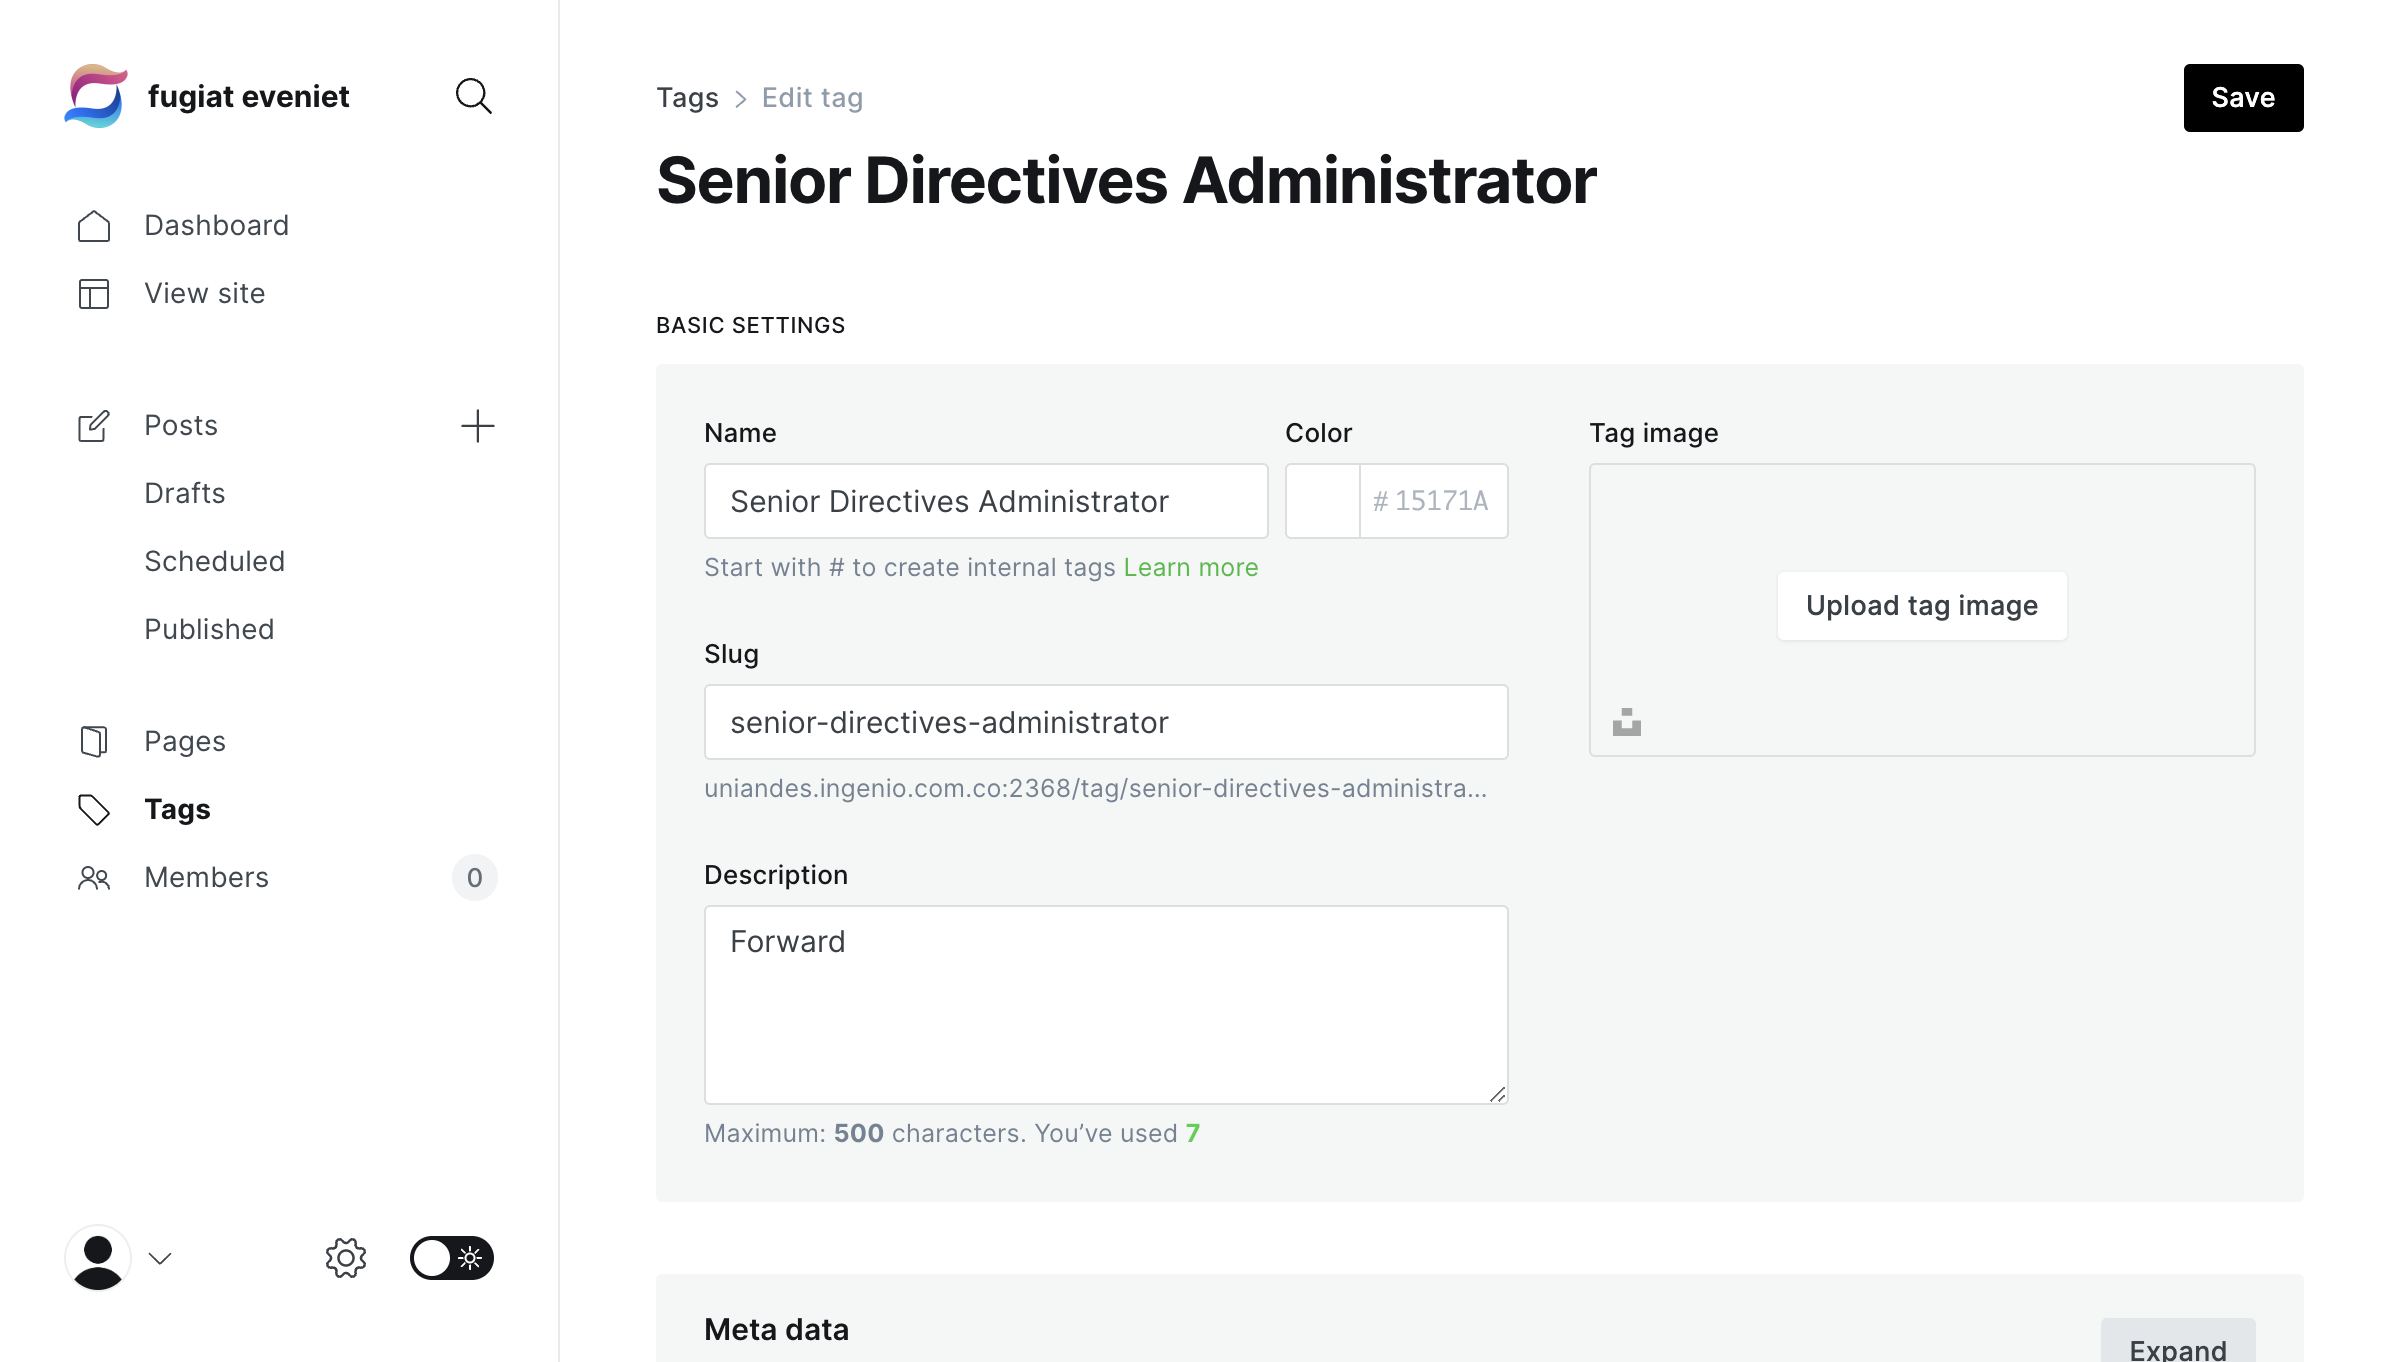 fugiat eveniet
Dashboard
View site
Posts
Drafts
Scheduled
Published
Pages
Tags
Members
0
Tags > Edit tag
Save
Senior Directives Administrator
BASIC SETTINGS
Name
Senior Directives Administrator
Start with # to create internal tags Learn more
Color
# 15171A
Slug
senior-directives-administrator
uniandes.ingenio.com.co:2368/tag/senior-directives-administra...
Description
Forward
Maximum: 500 characters. You’ve used 7
Tag image
Upload tag image
Meta data
Expand